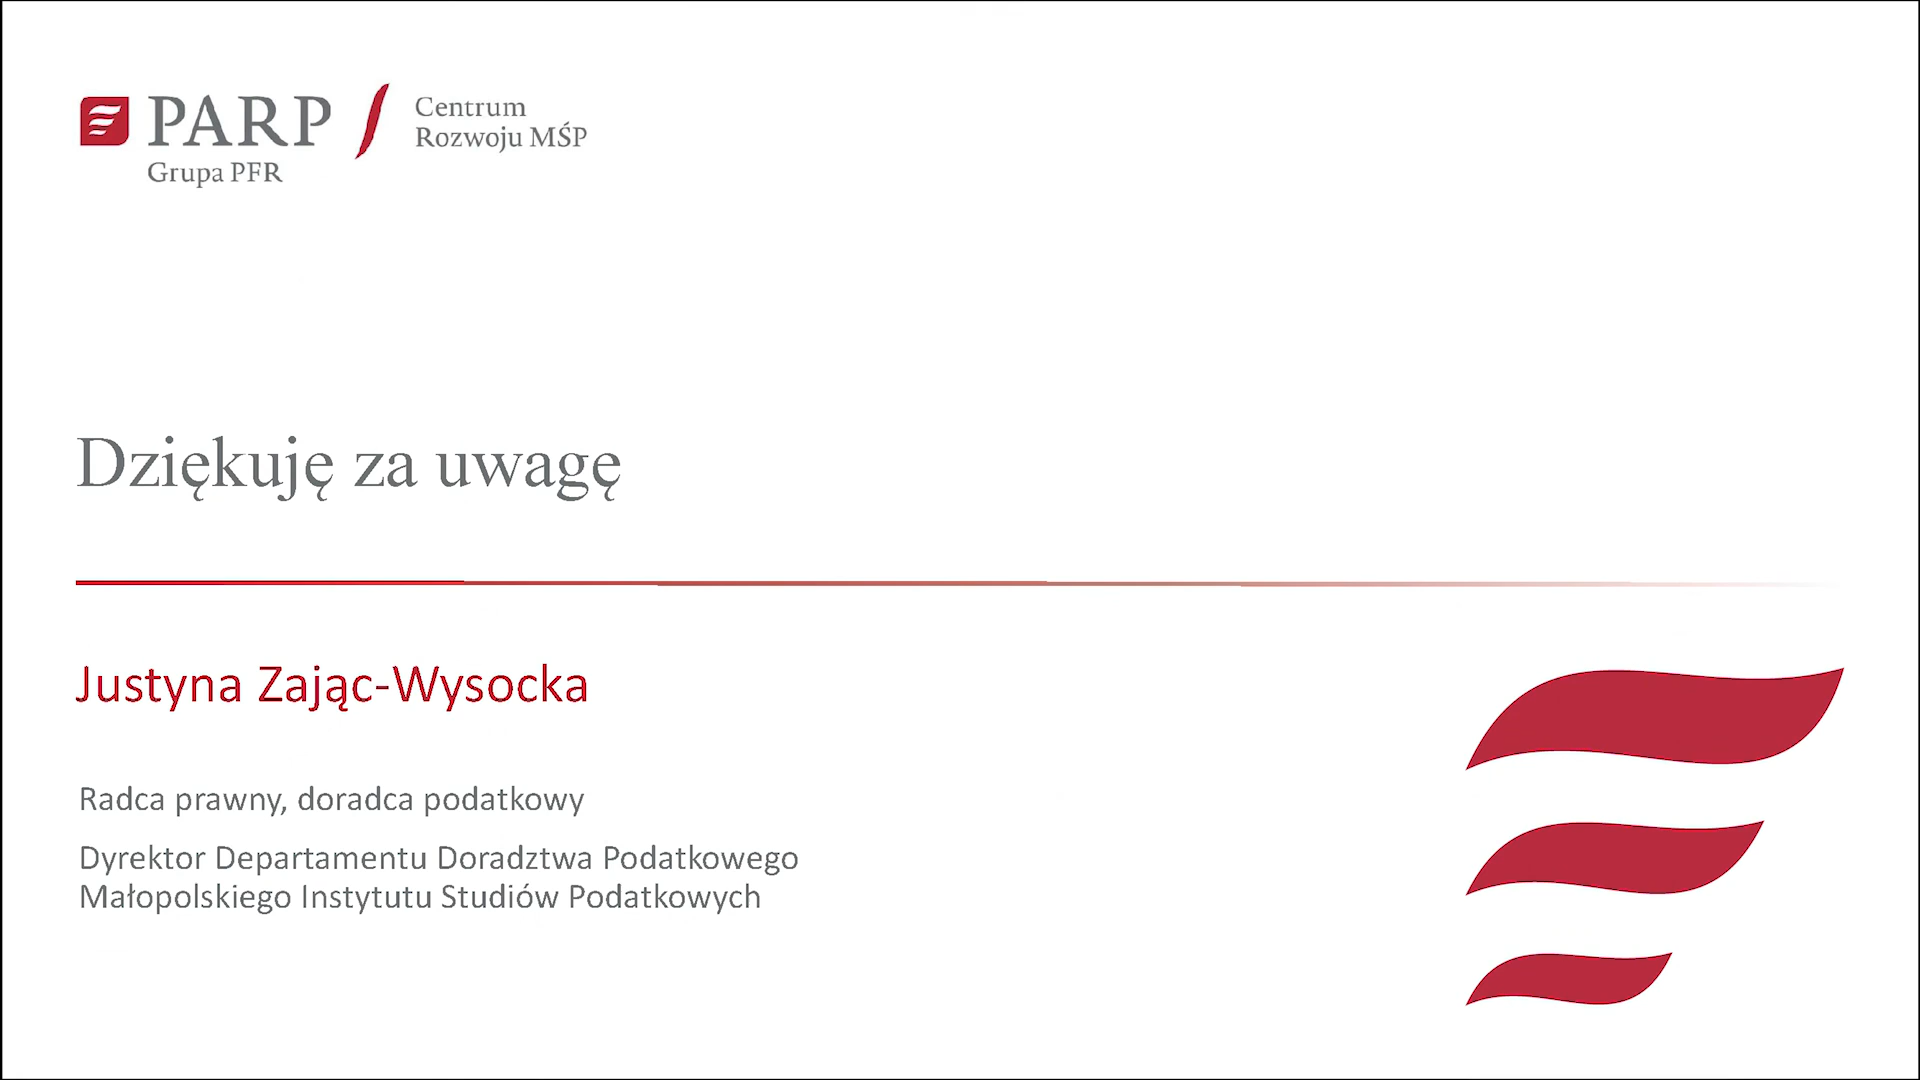 PARP
Grupa PFR
Centrum
Rozwoju MŚP
Dziękuję za uwagę
Justyna Zając-Wysocka
Radca prawny, doradca podatkowy
Dyrektor Departamentu Doradztwa Podatkowego
Małopolskiego Instytutu Studiów Podatkowych